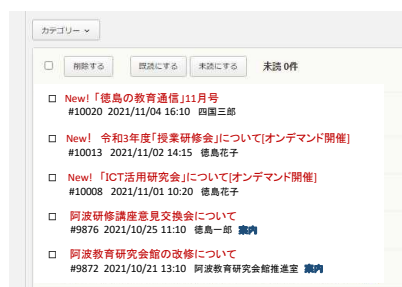 カテゴリー
削除する 既読にする 未読にする 未読 0件
New!「徳島の教育通信」11月号
#10020 2021/11/04 16:10 四国三郎
New! 令和3年度「授業研修会」について[オンデマンド開催]
#10013 2021/11/02 14:15 徳島花子
New!「ICT活用研究会」について[オンデマンド開催]
#10008 2021/11/01 10:20 徳島花子
阿波研修講座意見交換会について
#9876 2021/10/25 11:10 徳島一郎 案内
阿波教育研究会館の改修について
#9872 2021/10/21 13:10 阿波教育研究会館推進室 案内